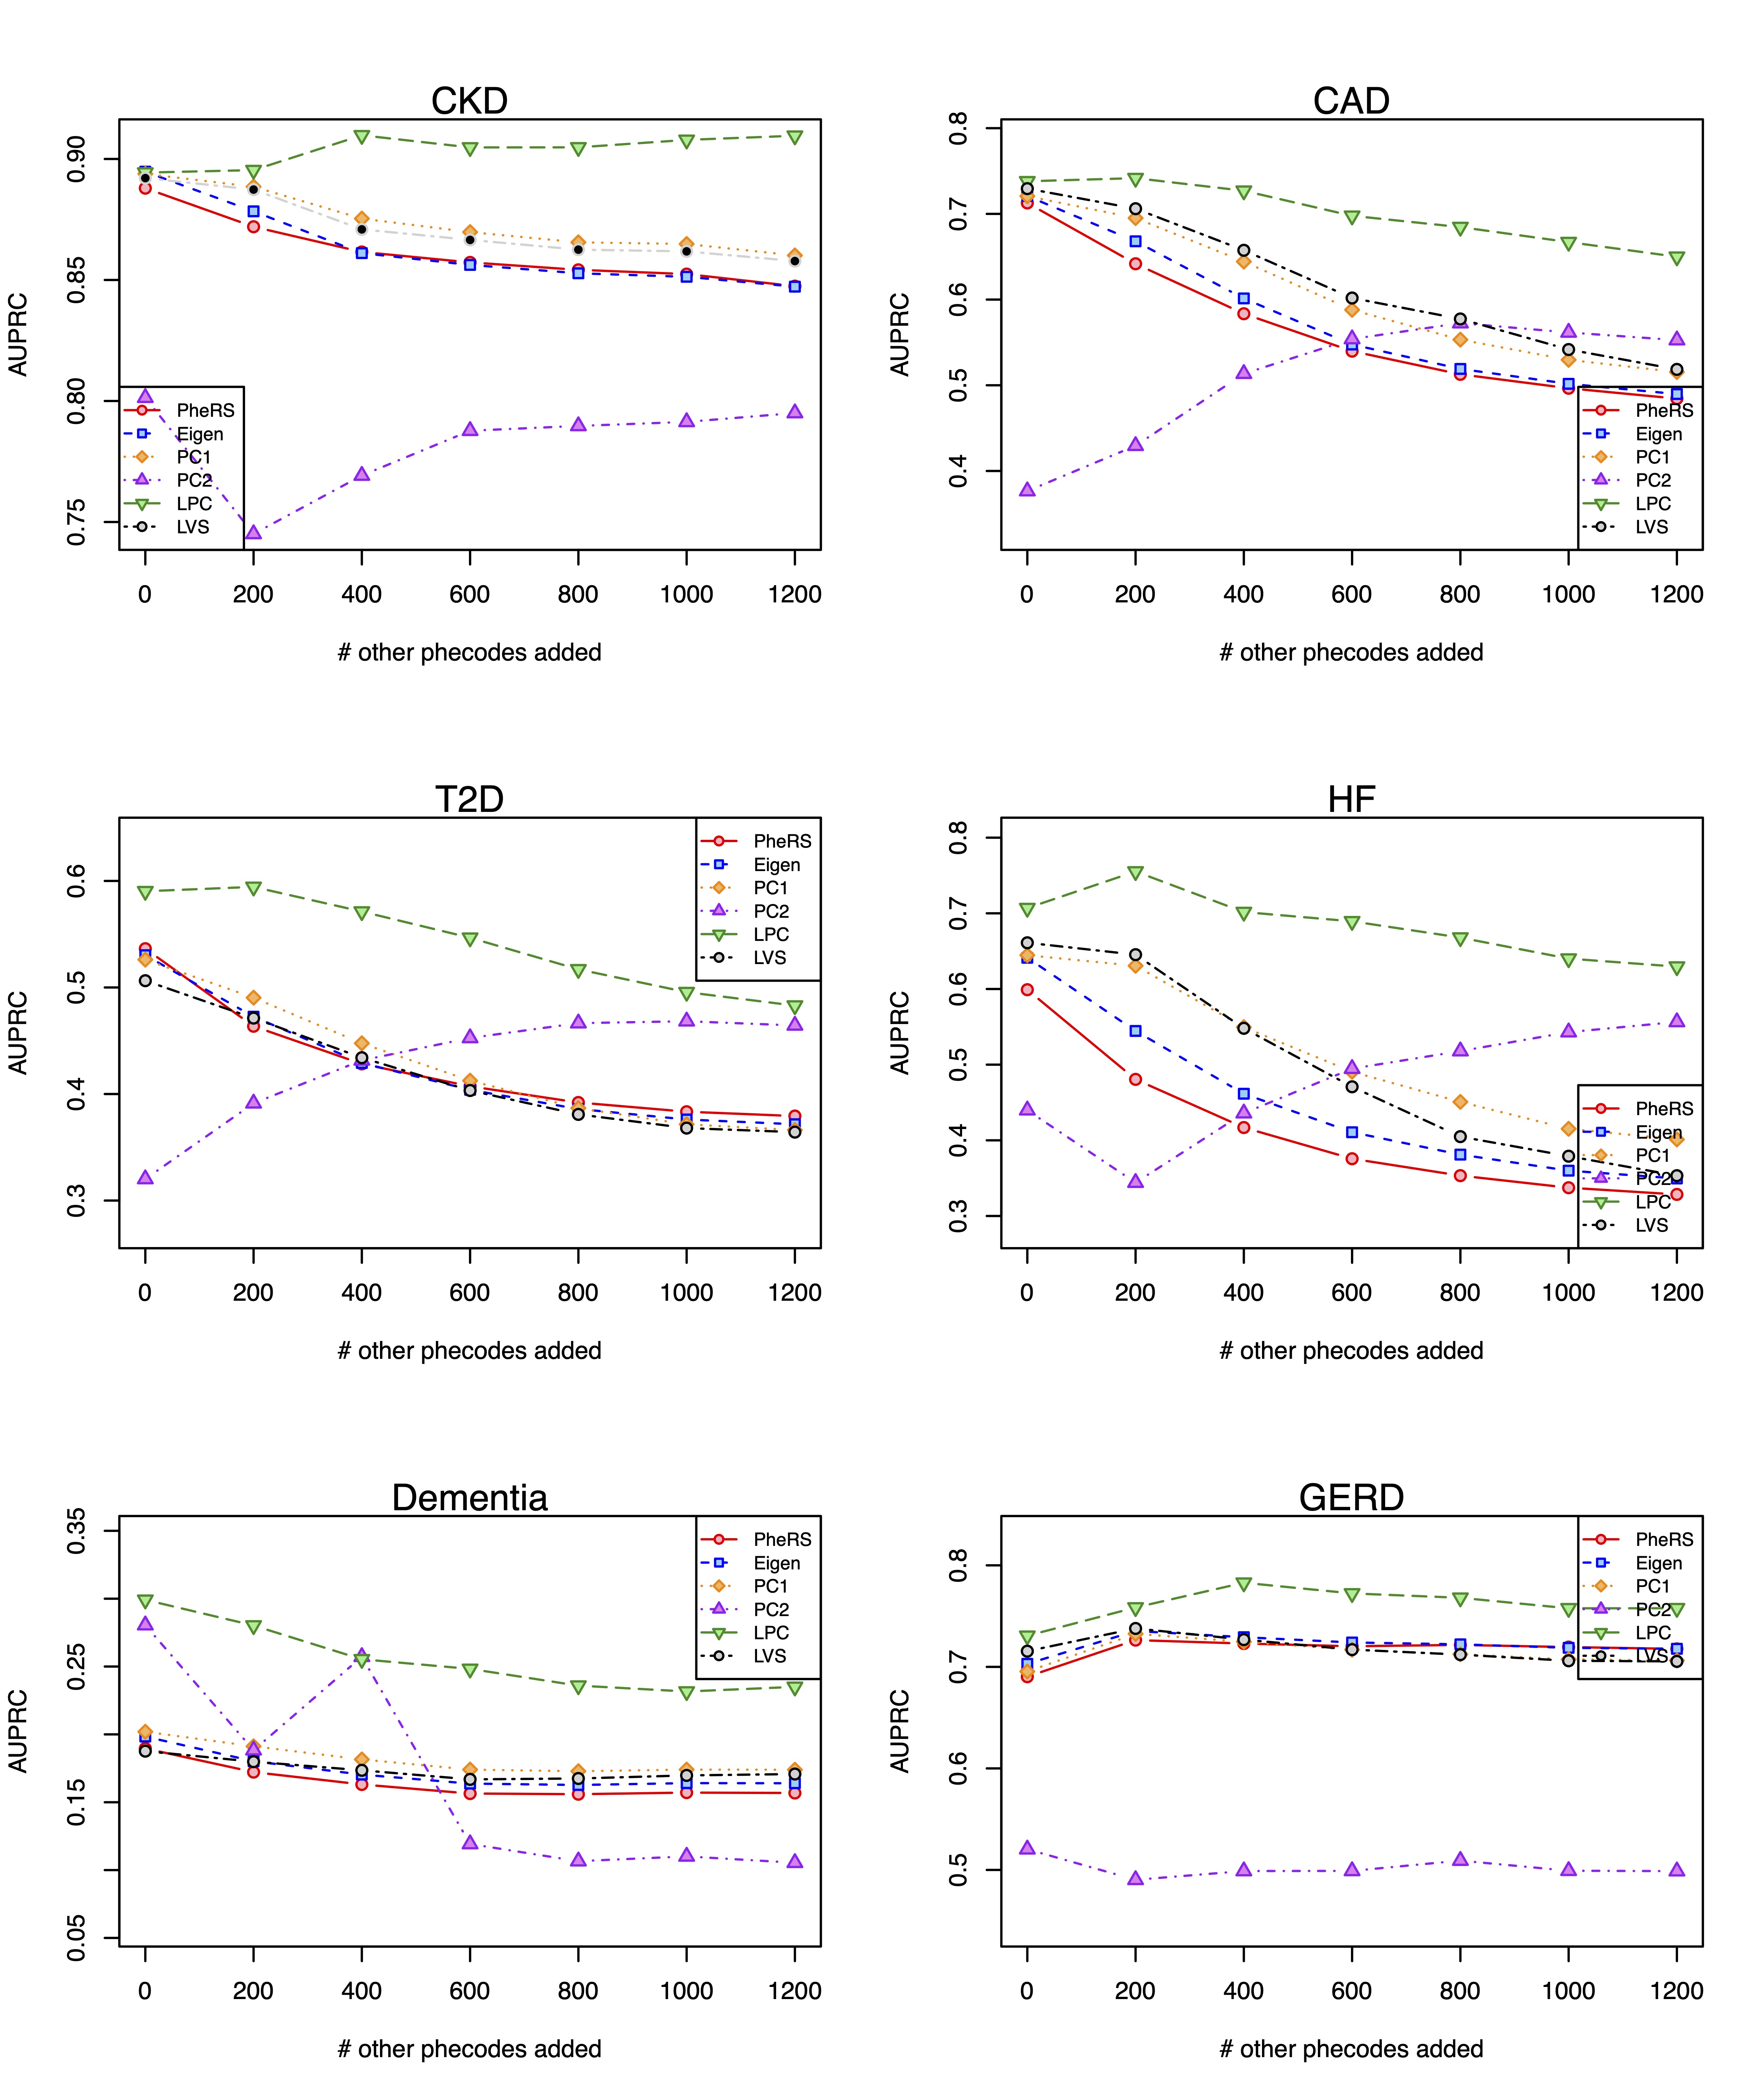 CKD
AUPRC
0.90
0.85
0.80
0.75
PheRS
Eigen
PC1
PC2
LPC
LVS
0 200 400 600 800 1000 1200
# other phecodes added
CAD
AUPRC
0.8
0.7
0.6
0.5
0.4
PheRS
Eigen
PC1
PC2
LPC
LVS
0 200 400 600 800 1000 1200
# other phecodes added
T2D
AUPRC
0.6
0.5
0.4
0.3
PheRS
Eigen
PC1
PC2
LPC
LVS
0 200 400 600 800 1000 1200
# other phecodes added
HF
AUPRC
0.8
0.7
0.6
0.5
0.4
0.3
PheRS
Eigen
PC1
PC2
LPC
LVS
0 200 400 600 800 1000 1200
# other phecodes added
Dementia
AUPRC
0.35
0.25
0.15
0.05
PheRS
Eigen
PC1
PC2
LPC
LVS
0 200 400 600 800 1000 1200
# other phecodes added
GERD
AUPRC
0.8
0.7
0.6
0.5
PheRS
Eigen
PC1
PC2
LPC
LVS
0 200 400 600 800 1000 1200
# other phecodes added